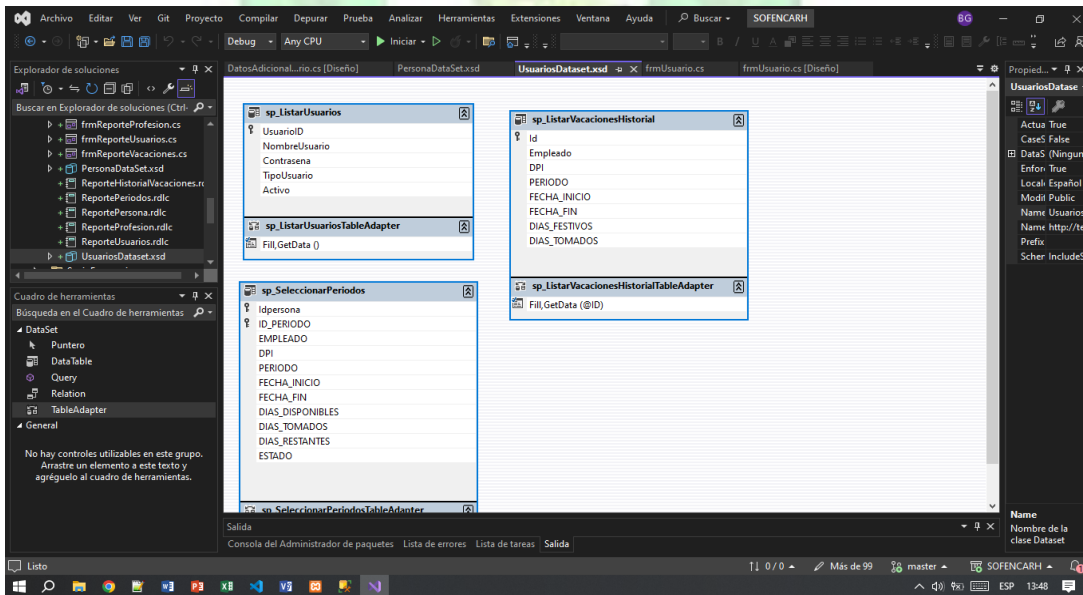 Archivo Editar Ver Git Proyecto Compilar Depurar Prueba Analizar Herramientas Extensiones Ventana Ayuda Buscar SOFENCARH BG
Debug Any CPU Iniciar
Explorador de soluciones
Buscar en Explorador de soluciones (Ctrl-
frmReporteProfesion.cs
frmReporteUsuarios.cs
frmReporteVacaciones.cs
PersonaDataSet.xsd
ReporteHistorialVacaciones.rc
ReportePeriodos.rdlc
ReportePersona.rdlc
ReporteProfesion.rdlc
ReporteUsuarios.rdlc
UsuariosDataset.xsd
Cuadro de herramientas
Búsqueda en el Cuadro de herramientas
DataSet
Puntero
DataTable
Query
Relation
TableAdapter
General
No hay controles utilizables en este grupo.
Arrastre un elemento a este texto y
agréguelo al cuadro de herramientas.
DatosAdicional...rio.cs [Diseño] PersonaDataSet.xsd UsuariosDataset.xsd frmUsuario.cs frmUsuario.cs [Diseño]
sp_ListarUsuarios
UsuarioID
NombreUsuario
Contrasena
TipoUsuario
Activo
sp_ListarUsuariosTableAdapter
Fill,GetData ()
sp_ListarVacacionesHistorial
Id
Empleado
DPI
PERIODO
FECHA_INICIO
FECHA_FIN
DIAS_FESTIVOS
DIAS_TOMADOS
sp_ListarVacacionesHistorialTableAdapter
Fill,GetData (@ID)
sp_SeleccionarPeriodos
Idpersona
ID_PERIODO
EMPLEADO
DPI
PERIODO
FECHA_INICIO
FECHA_FIN
DIAS_DISPONIBLES
DIAS_TOMADOS
DIAS_RESTANTES
ESTADO
sp_SeleccionarPeriodosTableAdapter
Salida
Consola del Administrador de paquetes Lista de errores Lista de tareas Salida
Propied...
UsuariosDatase
Actua True
CaseS False
DataS (Ningun
Enfor True
Local Español
Modif Public
Name Usuarios
Name http://te
Prefix
Scher IncludeS
Name
Nombre de la
clase Dataset
Listo 0 / 0 Más de 99 master SOFENCARH
ESP 13:48